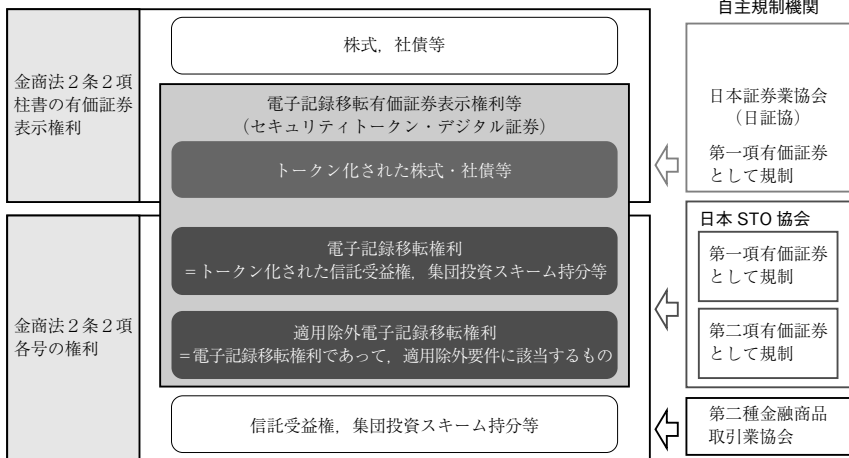 自主規制機関
株式，社債等
金商法２条２項
柱書の有価証券
表示権利
電子記録移転有価証券表示権利等
（セキュリティトークン・デジタル証券）
トークン化された株式・社債等
日本証券業協会
（日証協）
第一項有価証券
として規制
金商法２条２項
各号の権利
電子記録移転権利
＝トークン化された信託受益権，集団投資スキーム持分等
適用除外電子記録移転権利
＝電子記録移転権利であって，適用除外要件に該当するもの
日本 STO 協会
第一項有価証券
として規制
第二項有価証券
として規制
信託受益権，集団投資スキーム持分等
第二種金融商品
取引業協会